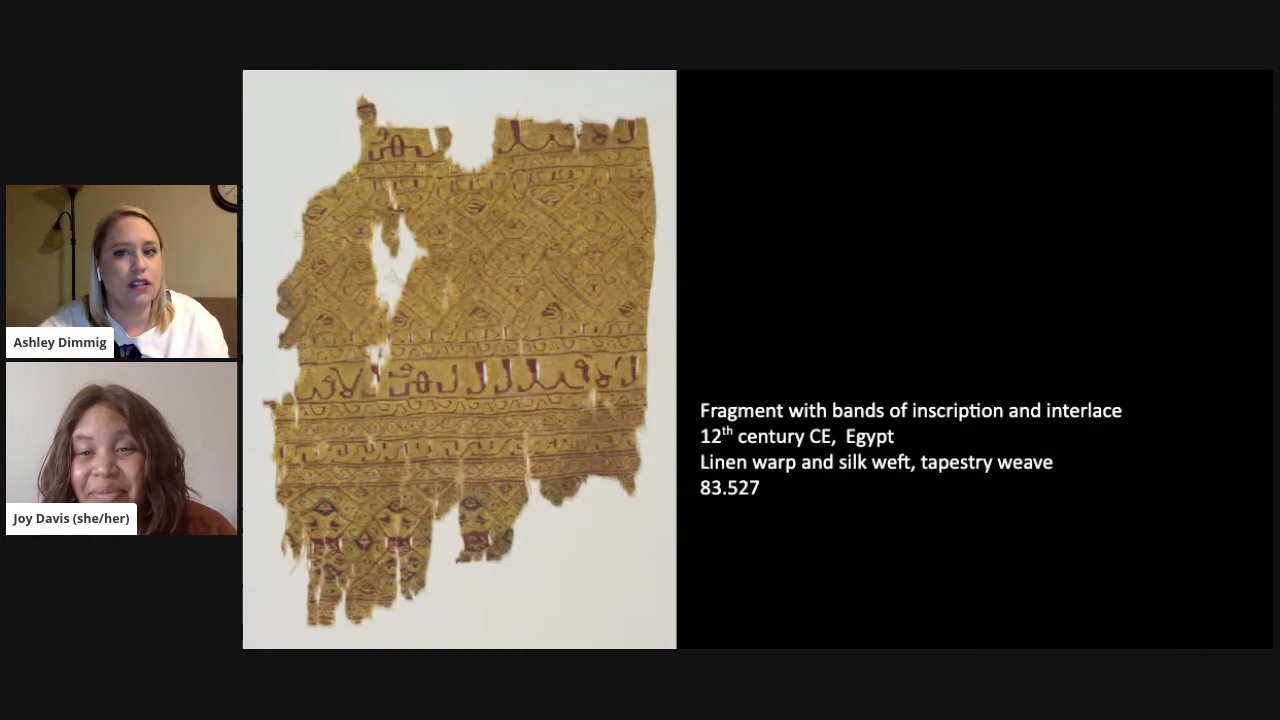 Ashley Dimmig
Joy Davis (she/her)
Fragment with bands of inscription and interlace
12th century CE, Egypt
Linen warp and silk weft, tapestry weave
83.527